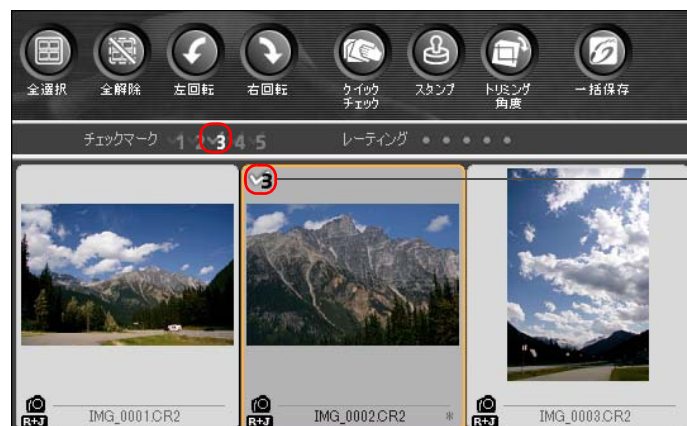 全選択 全解除 左回転 右回転 クイック スタンプ トリミング 一括保存
チェック 角度
チェックマーク 1 2 3 4 5 レーティング
3
R+J IMG_0001.CR2 R+J IMG_0002.CR2 * R+J IMG_0003.CR2